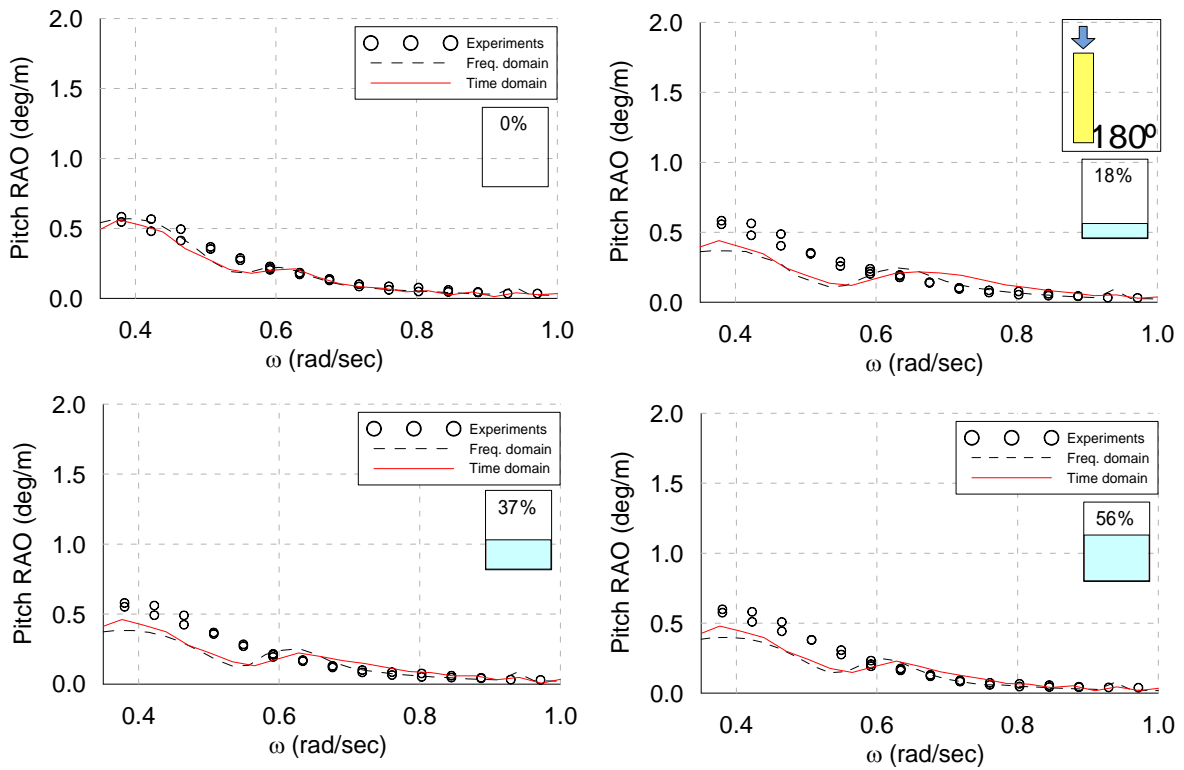 Pitch RAO (deg/m)
2.0
1.5
1.0
0.5
0.0
Experiments
Freq. domain
Time domain
0%
0.4 0.6 0.8 1.0
ω (rad/sec)
Pitch RAO (deg/m)
2.0
1.5
1.0
0.5
0.0
180º
18%
0.4 0.6 0.8 1.0
ω (rad/sec)
Pitch RAO (deg/m)
2.0
1.5
1.0
0.5
0.0
Experiments
Freq. domain
Time domain
37%
0.4 0.6 0.8 1.0
ω (rad/sec)
Pitch RAO (deg/m)
2.0
1.5
1.0
0.5
0.0
Experiments
Freq. domain
Time domain
56%
0.4 0.6 0.8 1.0
ω (rad/sec)